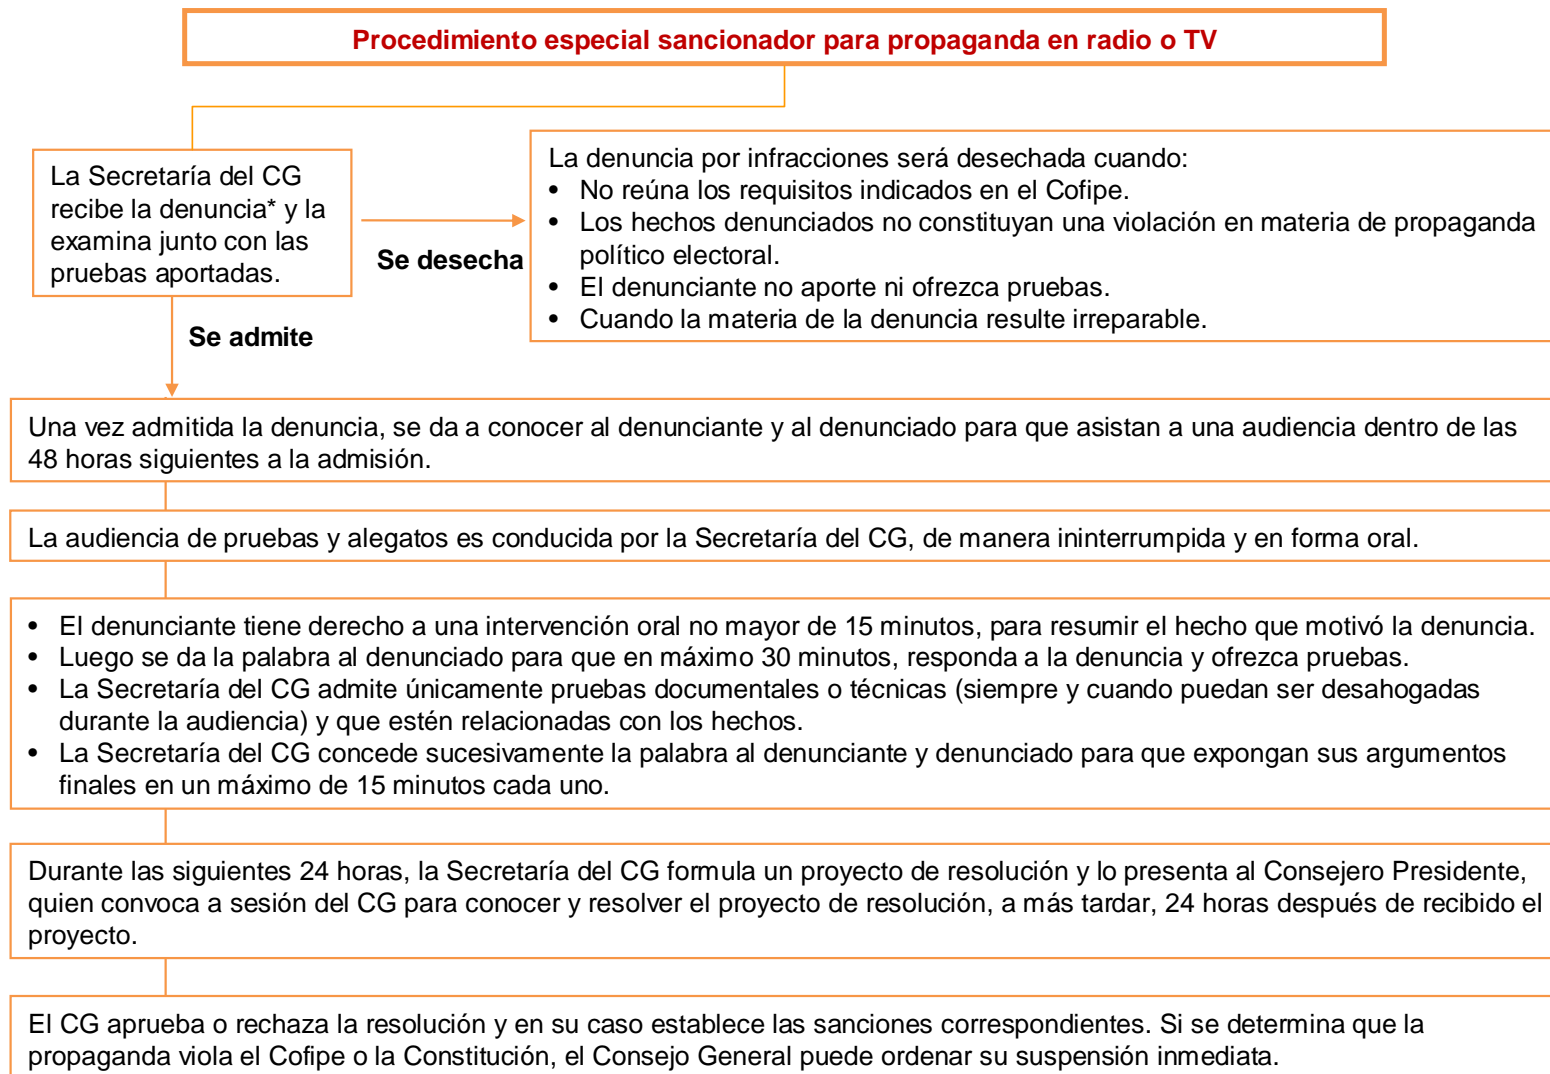 Procedimiento especial sancionador para propaganda en radio o TV
La Secretaría del CG
recibe la denuncia* y la
examina junto con las
pruebas aportadas.
Se desecha
La denuncia por infracciones será desechada cuando:
• No reúna los requisitos indicados en el Cofipe.
• Los hechos denunciados no constituyan una violación en materia de propaganda
político electoral.
• El denunciante no aporte ni ofrezca pruebas.
• Cuando la materia de la denuncia resulte irreparable.
Se admite
Una vez admitida la denuncia, se da a conocer al denunciante y al denunciado para que asistan a una audiencia dentro de las
48 horas siguientes a la admisión.
La audiencia de pruebas y alegatos es conducida por la Secretaría del CG, de manera ininterrumpida y en forma oral.
• El denunciante tiene derecho a una intervención oral no mayor de 15 minutos, para resumir el hecho que motivó la denuncia.
• Luego se da la palabra al denunciado para que en máximo 30 minutos, responda a la denuncia y ofrezca pruebas.
• La Secretaría del CG admite únicamente pruebas documentales o técnicas (siempre y cuando puedan ser desahogadas
durante la audiencia) y que estén relacionadas con los hechos.
• La Secretaría del CG concede sucesivamente la palabra al denunciante y denunciado para que expongan sus argumentos
finales en un máximo de 15 minutos cada uno.
Durante las siguientes 24 horas, la Secretaría del CG formula un proyecto de resolución y lo presenta al Consejero Presidente,
quien convoca a sesión del CG para conocer y resolver el proyecto de resolución, a más tardar, 24 horas después de recibido el
proyecto.
El CG aprueba o rechaza la resolución y en su caso establece las sanciones correspondientes. Si se determina que la
propaganda viola el Cofipe o la Constitución, el Consejo General puede ordenar su suspensión inmediata.